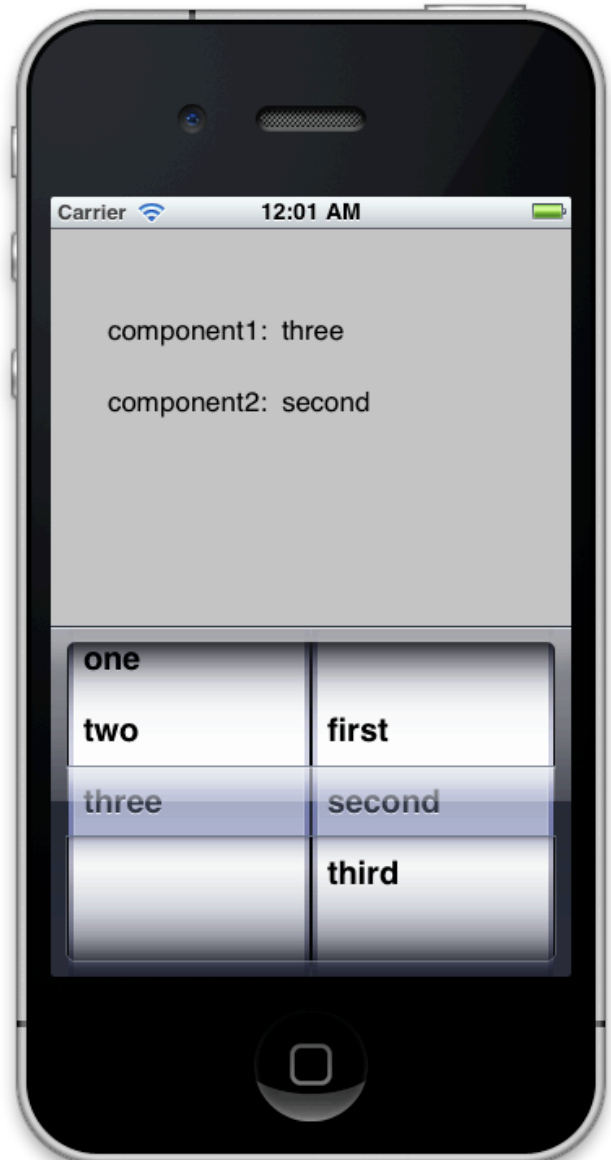 Carrier 12:01 AM
component1: three
component2: second
one
two first
three second
third